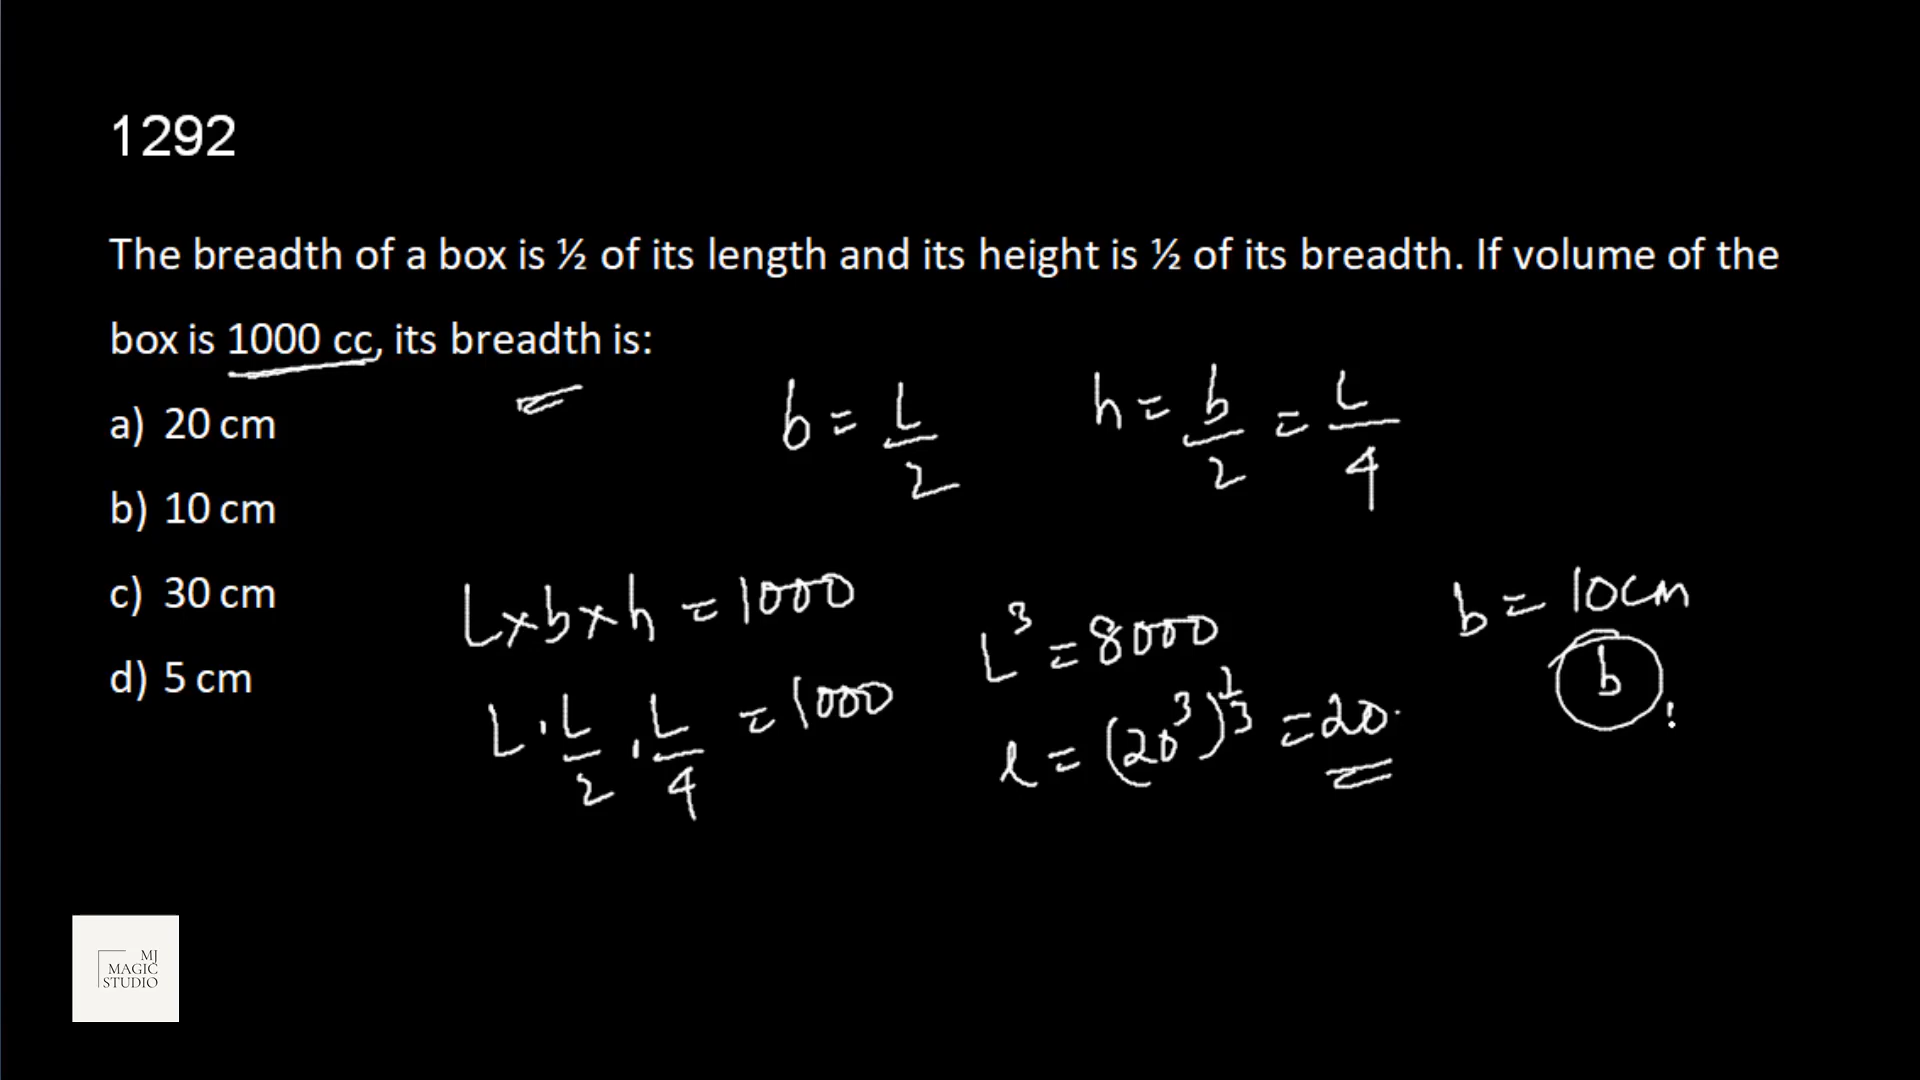 1292
The breadth of a box is ½ of its length and its height is ½ of its breadth. If volume of the
box is 1000 cc, its breadth is:
a) 20 cm
b) 10 cm
c) 30 cm
d) 5 cm
b = L/2
h = b/2 = L/4
L×b×h = 1000
L · L/2 · L/4 = 1000
L³ = 8000
l = (20³)^1/3 = 20
b = 10cm
b
MJ
MAGIC
STUDIO